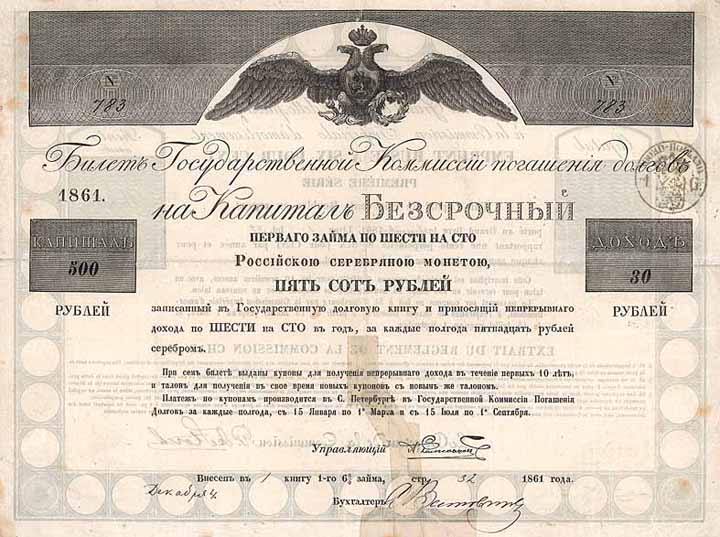 № 783
№ 783
Билетъ Государственной Коммиссіи погашенія долговъ
1861.
на Капиталъ БЕЗСРОЧНЫЙ
ПЕРВАГО ЗАЙМА ПО ШЕСТИ НА СТО
КАПИТАЛЪ
500
РУБЛЕЙ
Российскою серебряною монетою,
ПЯТЬ СОТЪ РУБЛЕЙ
ДОХОДЪ
30
РУБЛЕЙ
записанный въ Государственную долговую книгу и приносящій непрерывнаго
дохода по ШЕСТИ на СТО въ годъ, за каждые полгода пятнадцать рублей
серебромъ.
EXTRAIT DU REGLEMENT DE LA COMMISSION
При семъ билетѣ выданы купоны для полученія непрерывнаго дохода въ теченіе первыхъ 10 лѣтъ,
и талонъ для полученія въ свое время новыхъ купоновъ съ новымъ же талономъ.
Платежъ по купонамъ производится въ С. Петербургѣ въ Государственной Коммиссіи Погашенія
Долговъ за каждые полгода, съ 15 Января по 1е Марта и съ 15 Іюля по 1е Сентября.
Управляющій
Внесенъ въ 1 книгу 1-го 6% займа, стр. 32 1861 года.
Декабря
Бухгалтеръ